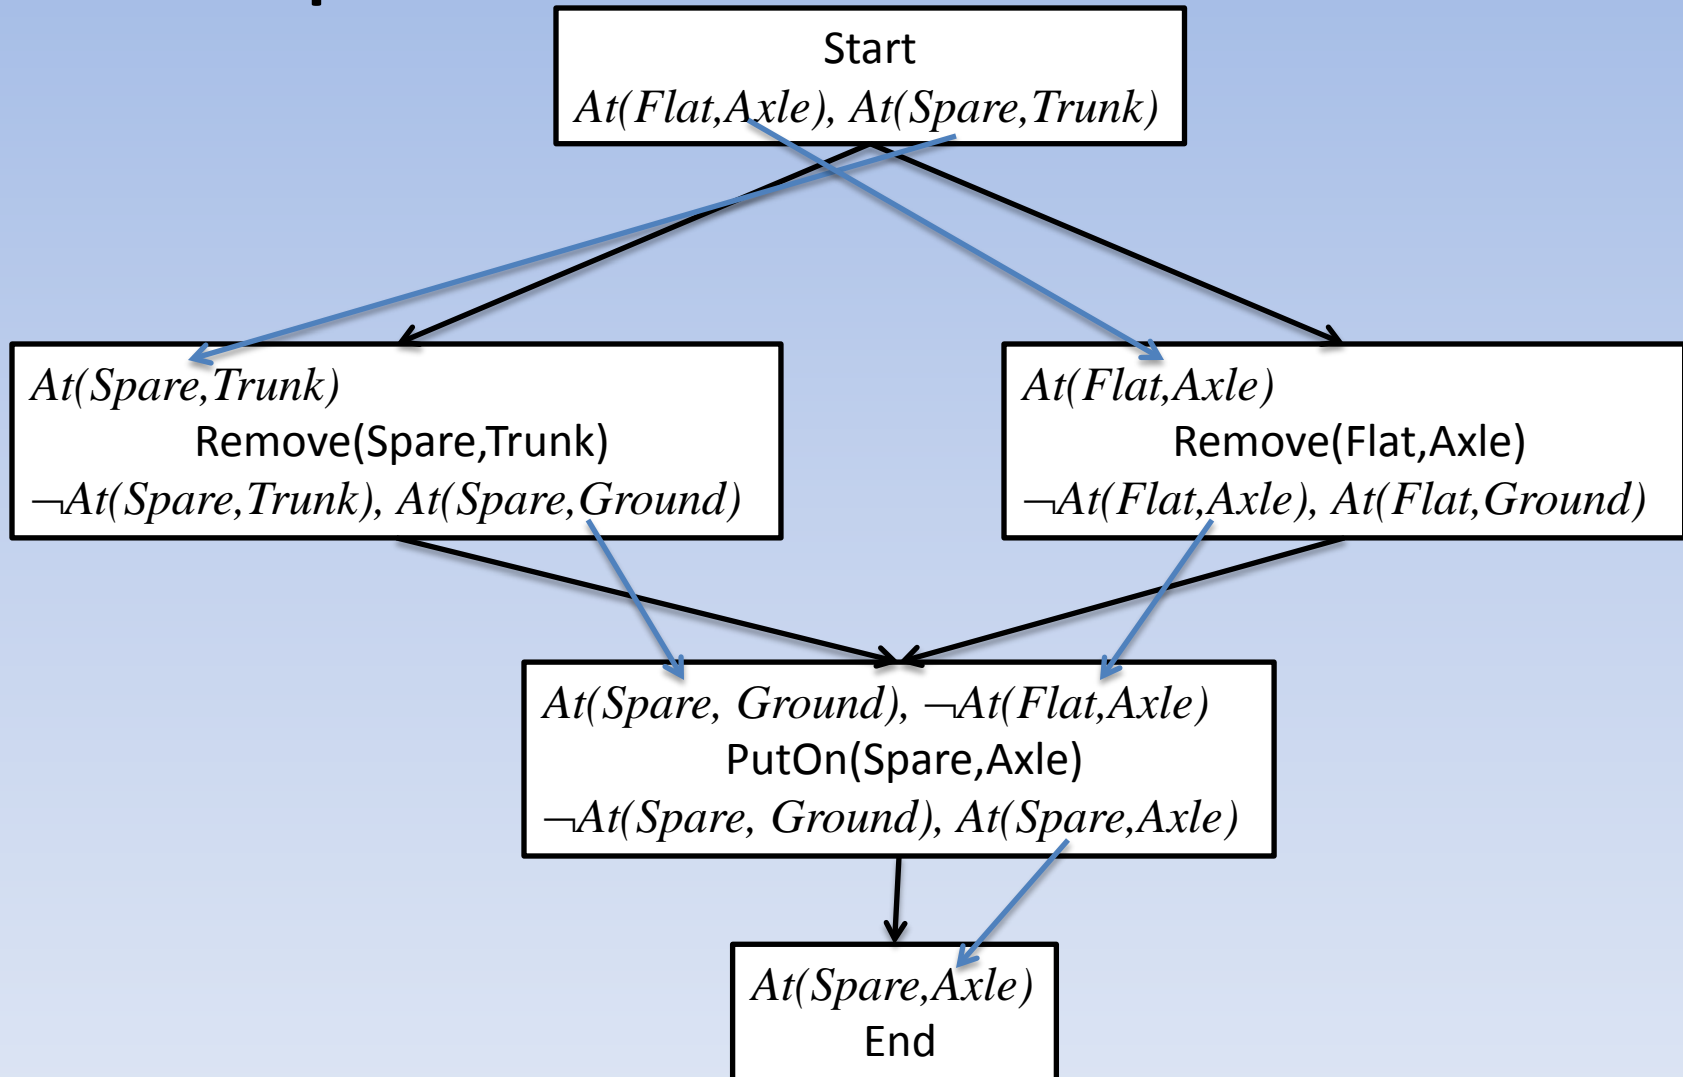 Start
At(Flat,Axle), At(Spare,Trunk)
At(Spare,Trunk)
Remove(Spare,Trunk)
¬At(Spare,Trunk), At(Spare,Ground)
At(Flat,Axle)
Remove(Flat,Axle)
¬At(Flat,Axle), At(Flat,Ground)
At(Spare, Ground), ¬At(Flat,Axle)
PutOn(Spare,Axle)
¬At(Spare, Ground), At(Spare,Axle)
At(Spare,Axle)
End